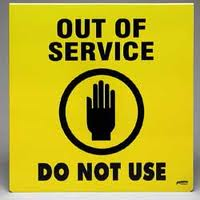 OUT OF
SERVICE
DO NOT USE